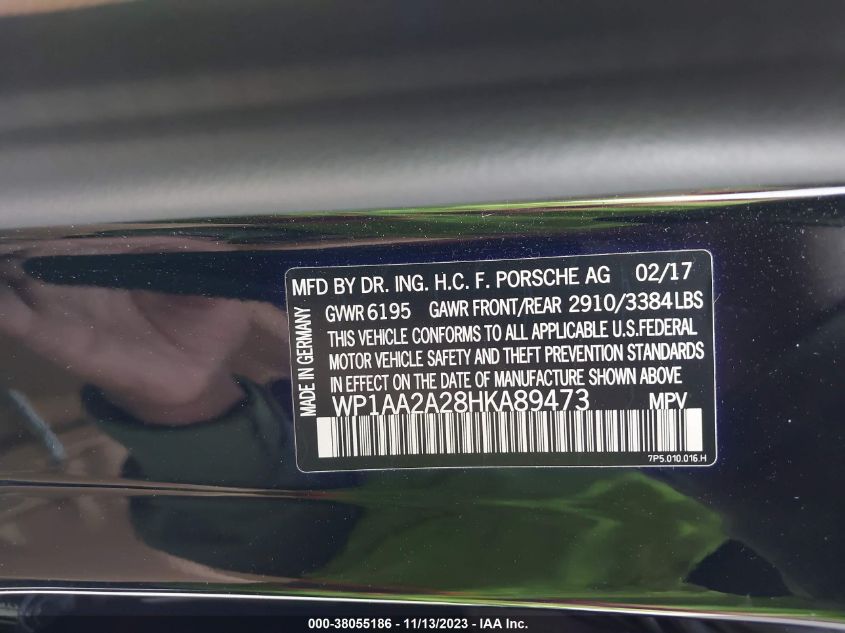 MFD BY DR. ING. H.C. F. PORSCHE AG 02/17
GVWR 6195 GAWR FRONT/REAR 2910/3384LBS
THIS VEHICLE CONFORMS TO ALL APPLICABLE U.S.FEDERAL
MOTOR VEHICLE SAFETY AND THEFT PREVENTION STANDARDS
IN EFFECT ON THE DATE OF MANUFACTURE SHOWN ABOVE
WP1AA2A28HKA89473 MPV
MADE IN GERMANY
7P5.010.016.H
000-38055186 - 11/13/2023 - IAA Inc.